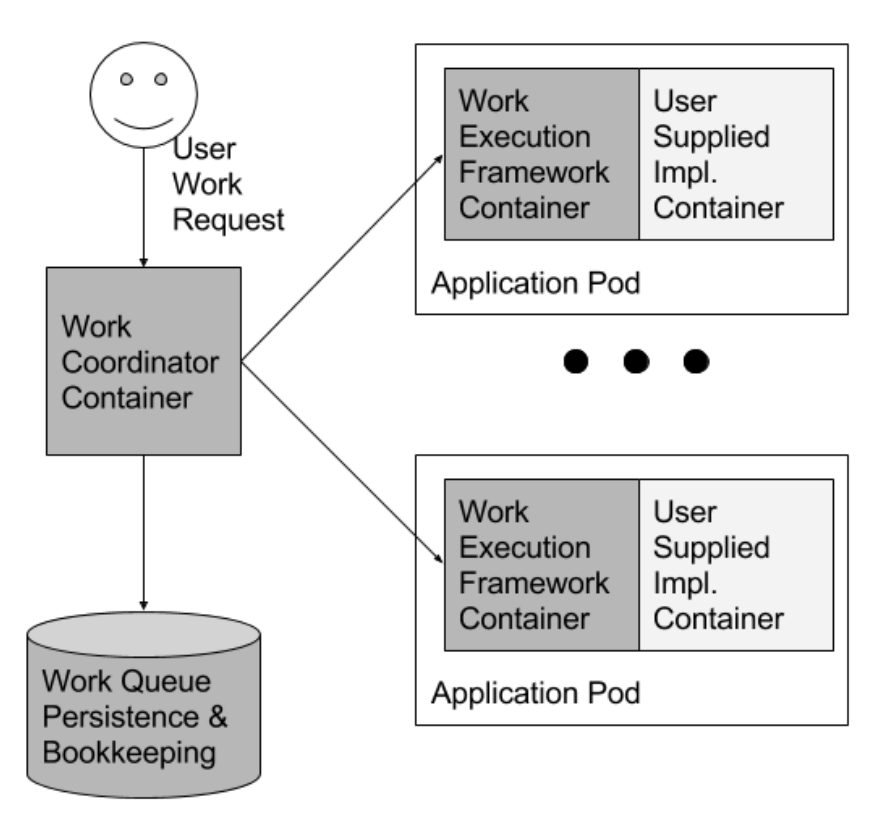 User
Work
Request
Work
Coordinator
Container
Work Queue
Persistence &
Bookkeeping
Work
Execution
Framework
Container
User
Supplied
Impl.
Container
Application Pod
Work
Execution
Framework
Container
User
Supplied
Impl.
Container
Application Pod